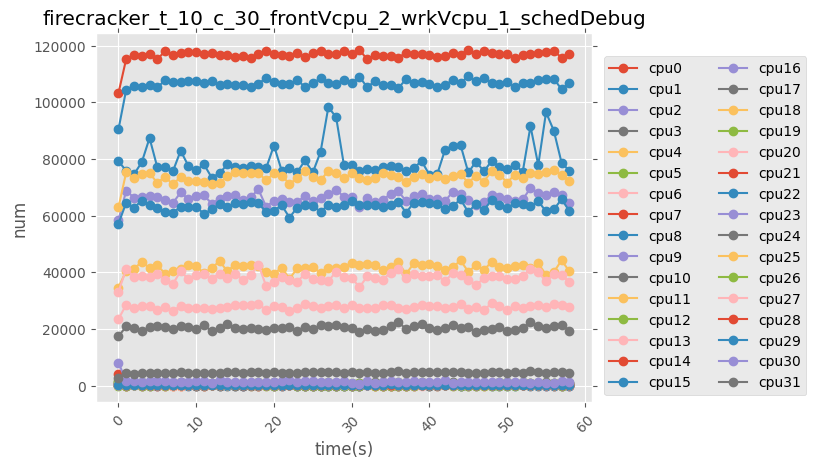 firecracker_t_10_c_30_frontVcpu_2_wrkVcpu_1_schedDebug
120000
100000
80000
60000
40000
20000
0
num
0
10
20
30
40
50
60
time(s)
cpu0
cpu1
cpu2
cpu3
cpu4
cpu5
cpu6
cpu7
cpu8
cpu9
cpu10
cpu11
cpu12
cpu13
cpu14
cpu15
cpu16
cpu17
cpu18
cpu19
cpu20
cpu21
cpu22
cpu23
cpu24
cpu25
cpu26
cpu27
cpu28
cpu29
cpu30
cpu31